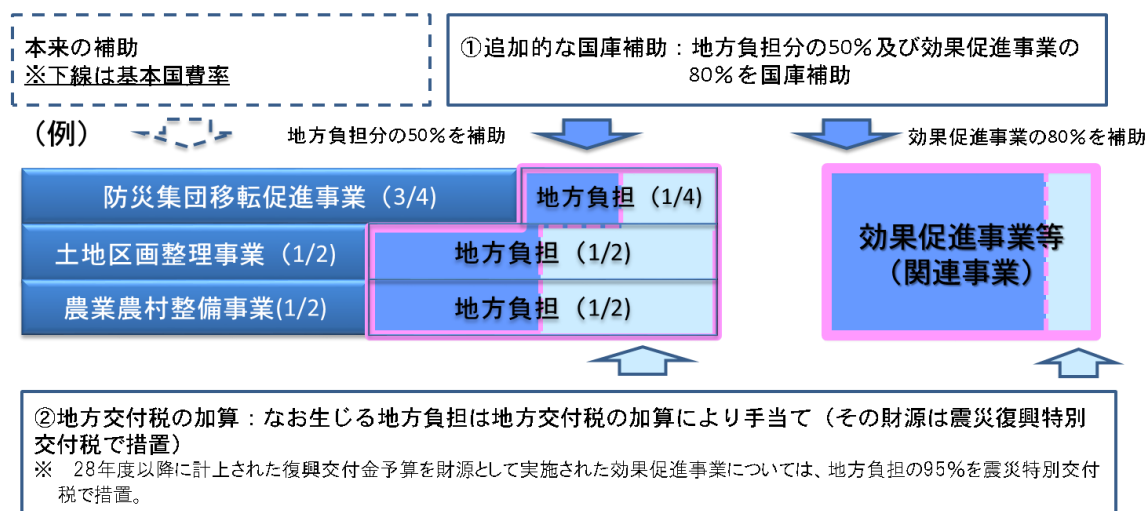 本来の補助
※下線は基本国費率
①追加的な国庫補助：地方負担分の50％及び効果促進事業の
80％を国庫補助
（例）
地方負担分の50％を補助
効果促進事業の80％を補助
防災集団移転促進事業（3/4）
地方負担（1/4）
土地区画整理事業（1/2）
地方負担（1/2）
農業農村整備事業(1/2)
地方負担（1/2）
効果促進事業等
（関連事業）
②地方交付税の加算：なお生じる地方負担は地方交付税の加算により手当て（その財源は震災復興特別
交付税で措置）
※　28年度以降に計上された復興交付金予算を財源として実施された効果促進事業については、地方負担の95％を震災特別交付
税で措置。